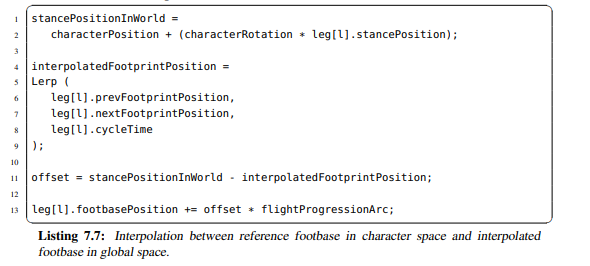 1 stancePositionInWorld =
2 characterPosition + (characterRotation * leg[l].stancePosition);
3
4 interpolatedFootprintPosition =
5 Lerp (
6 leg[l].prevFootprintPosition,
7 leg[l].nextFootprintPosition,
8 leg[l].cycleTime
9 );
10
11 offset = stancePositionInWorld - interpolatedFootprintPosition;
12
13 leg[l].footbasePosition += offset * flightProgressionArc;
Listing 7.7: Interpolation between reference footbase in character space and interpolated
footbase in global space.